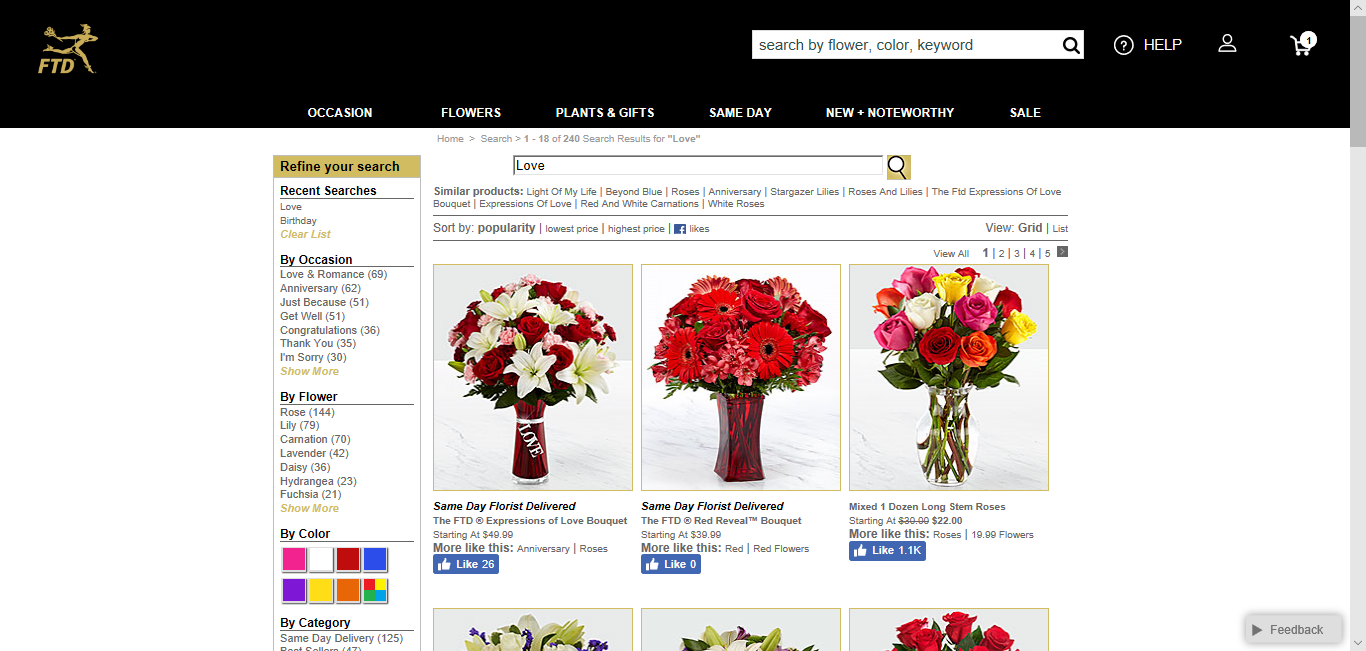 FTD
search by flower, color, keyword
? HELP
1
OCCASION FLOWERS PLANTS & GIFTS SAME DAY NEW + NOTEWORTHY SALE
Home > Search > 1 - 18 of 240 Search Results for "Love"
Refine your search
Recent Searches
Love
Birthday
Clear List
By Occasion
Love & Romance (69)
Anniversary (62)
Just Because (51)
Get Well (51)
Congratulations (36)
Thank You (35)
I'm Sorry (30)
Show More
By Flower
Rose (144)
Lily (79)
Carnation (70)
Lavender (42)
Daisy (36)
Hydrangea (23)
Fuchsia (21)
Show More
By Color
By Category
Same Day Delivery (125)
Best Sellers (47)
Love
Similar products: Light Of My Life | Beyond Blue | Roses | Anniversary | Stargazer Lilies | Roses And Lilies | The Ftd Expressions Of Love
Bouquet | Expressions Of Love | Red And White Carnations | White Roses
Sort by: popularity | lowest price | highest price | f likes
View: Grid | List
View All 1 | 2 | 3 | 4 | 5 >
LOVE
Same Day Florist Delivered
The FTD ® Expressions of Love Bouquet
Starting At $49.99
More like this: Anniversary | Roses
Like 26
Same Day Florist Delivered
The FTD ® Red Reveal™ Bouquet
Starting At $39.99
More like this: Red | Red Flowers
Like 0
Mixed 1 Dozen Long Stem Roses
Starting At $30.00 $22.00
More like this: Roses | 19.99 Flowers
Like 1.1K
Feedback